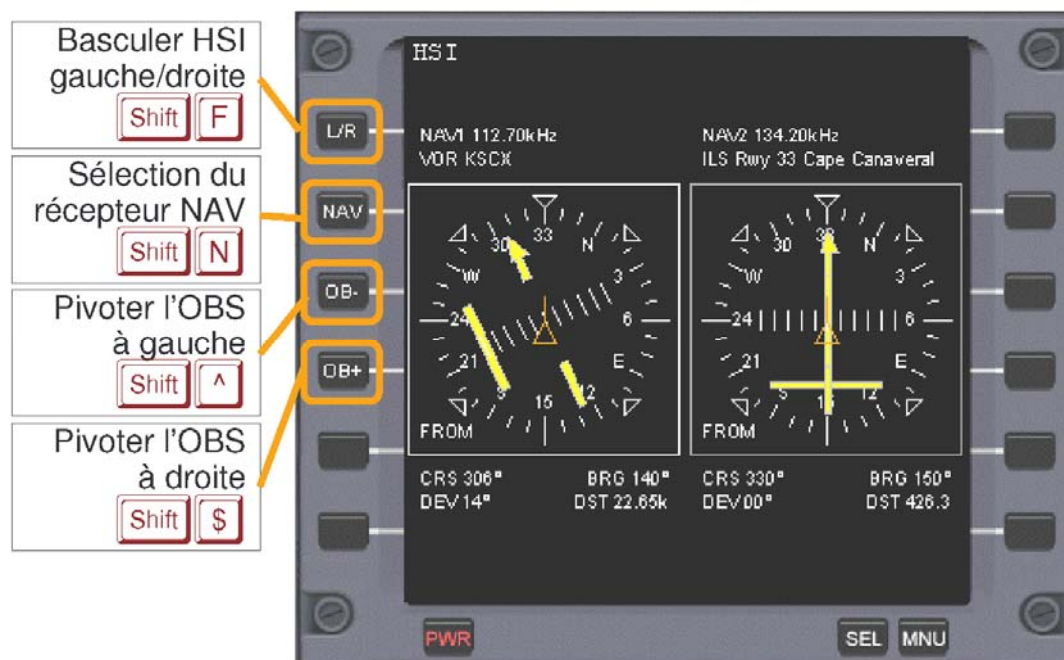 Basculer HSI
gauche/droite
Shift F
Sélection du
récepteur NAV
Shift N
Pivoter l'OBS
à gauche
Shift ^
Pivoter l'OBS
à droite
Shift $
L/R
NAV
OB-
OB+
HSI
NAV1 112.70kHz
VOR KSCX
33
N
3
6
E
12
15
S
21
24
W
30
FROM
CRS 306°
BRG 140°
DEV 14°
DST 22.65k
NAV2 134.20kHz
ILS Rwy 33 Cape Canaveral
33
N
3
6
E
12
15
S
21
24
W
30
FROM
CRS 330°
BRG 150°
DEV 00°
DST 426.3
PWR
SEL
MNU